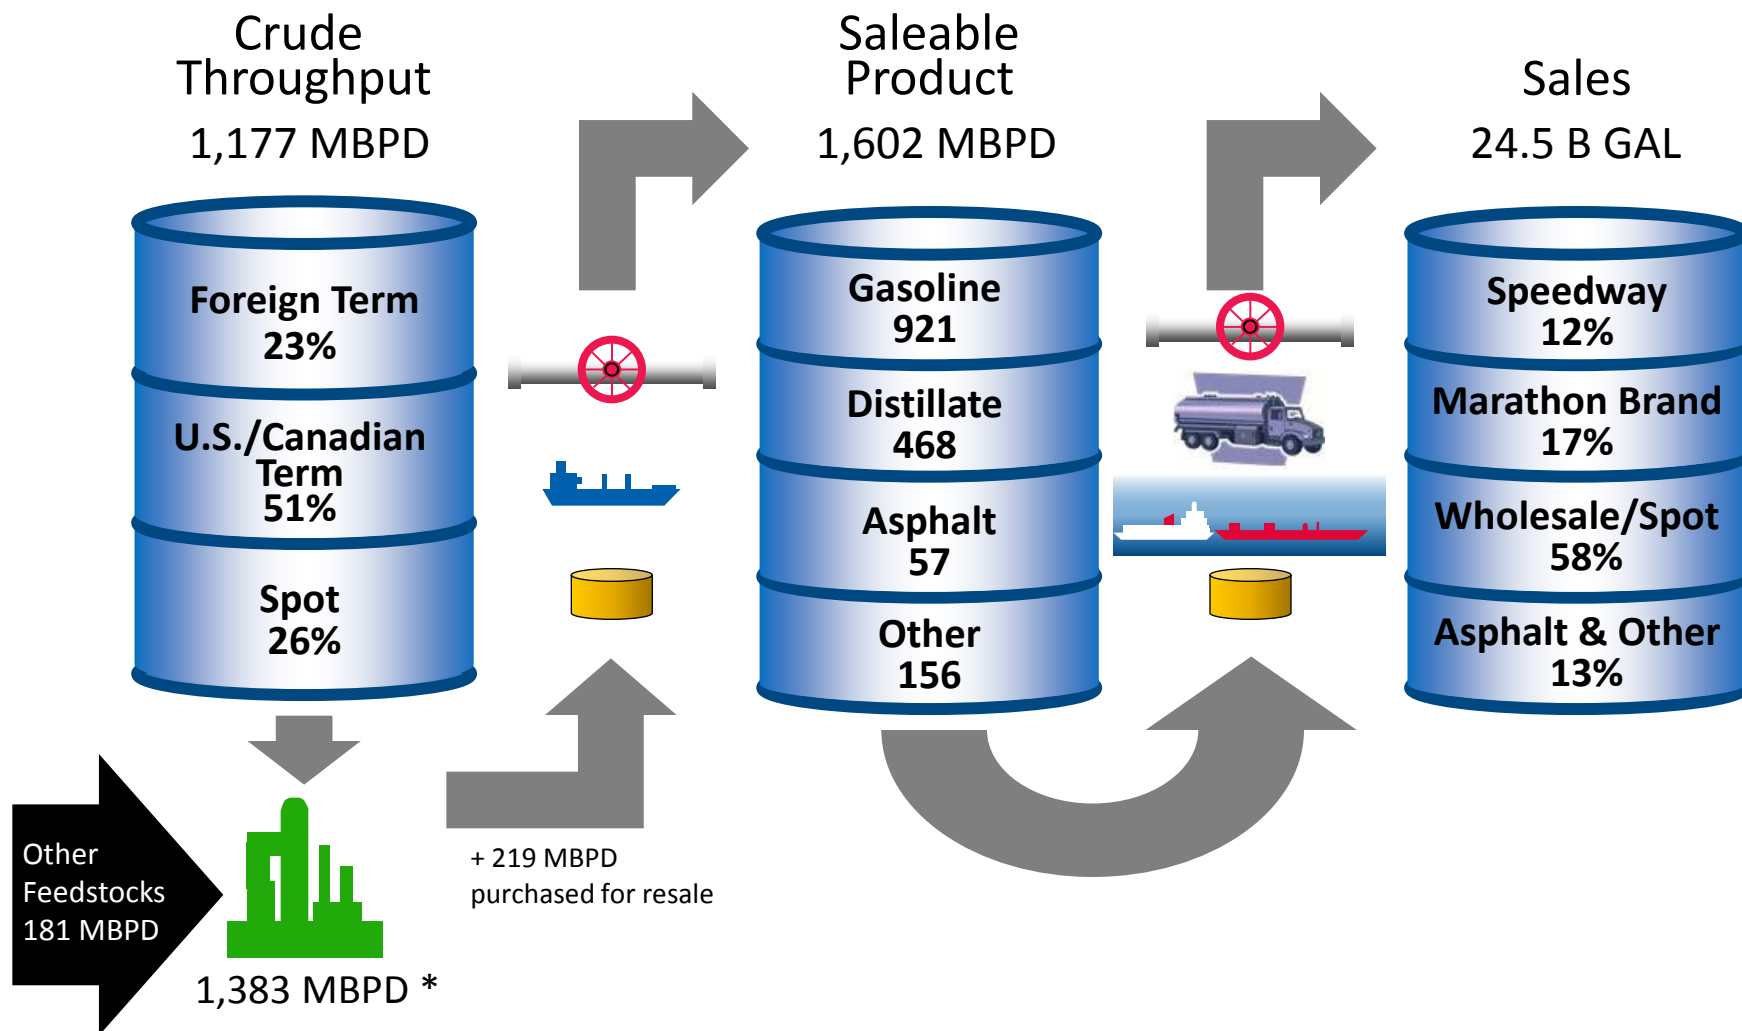 Crude
Throughput
1,177 MBPD
Foreign Term
23%
U.S./Canadian
Term
51%
Spot
26%
Other
Feedstocks
181 MBPD
1,383 MBPD *
+ 219 MBPD
purchased for resale
Saleable
Product
1,602 MBPD
Gasoline
921
Distillate
468
Asphalt
57
Other
156
Sales
24.5 B GAL
Speedway
12%
Marathon Brand
17%
Wholesale/Spot
58%
Asphalt & Other
13%